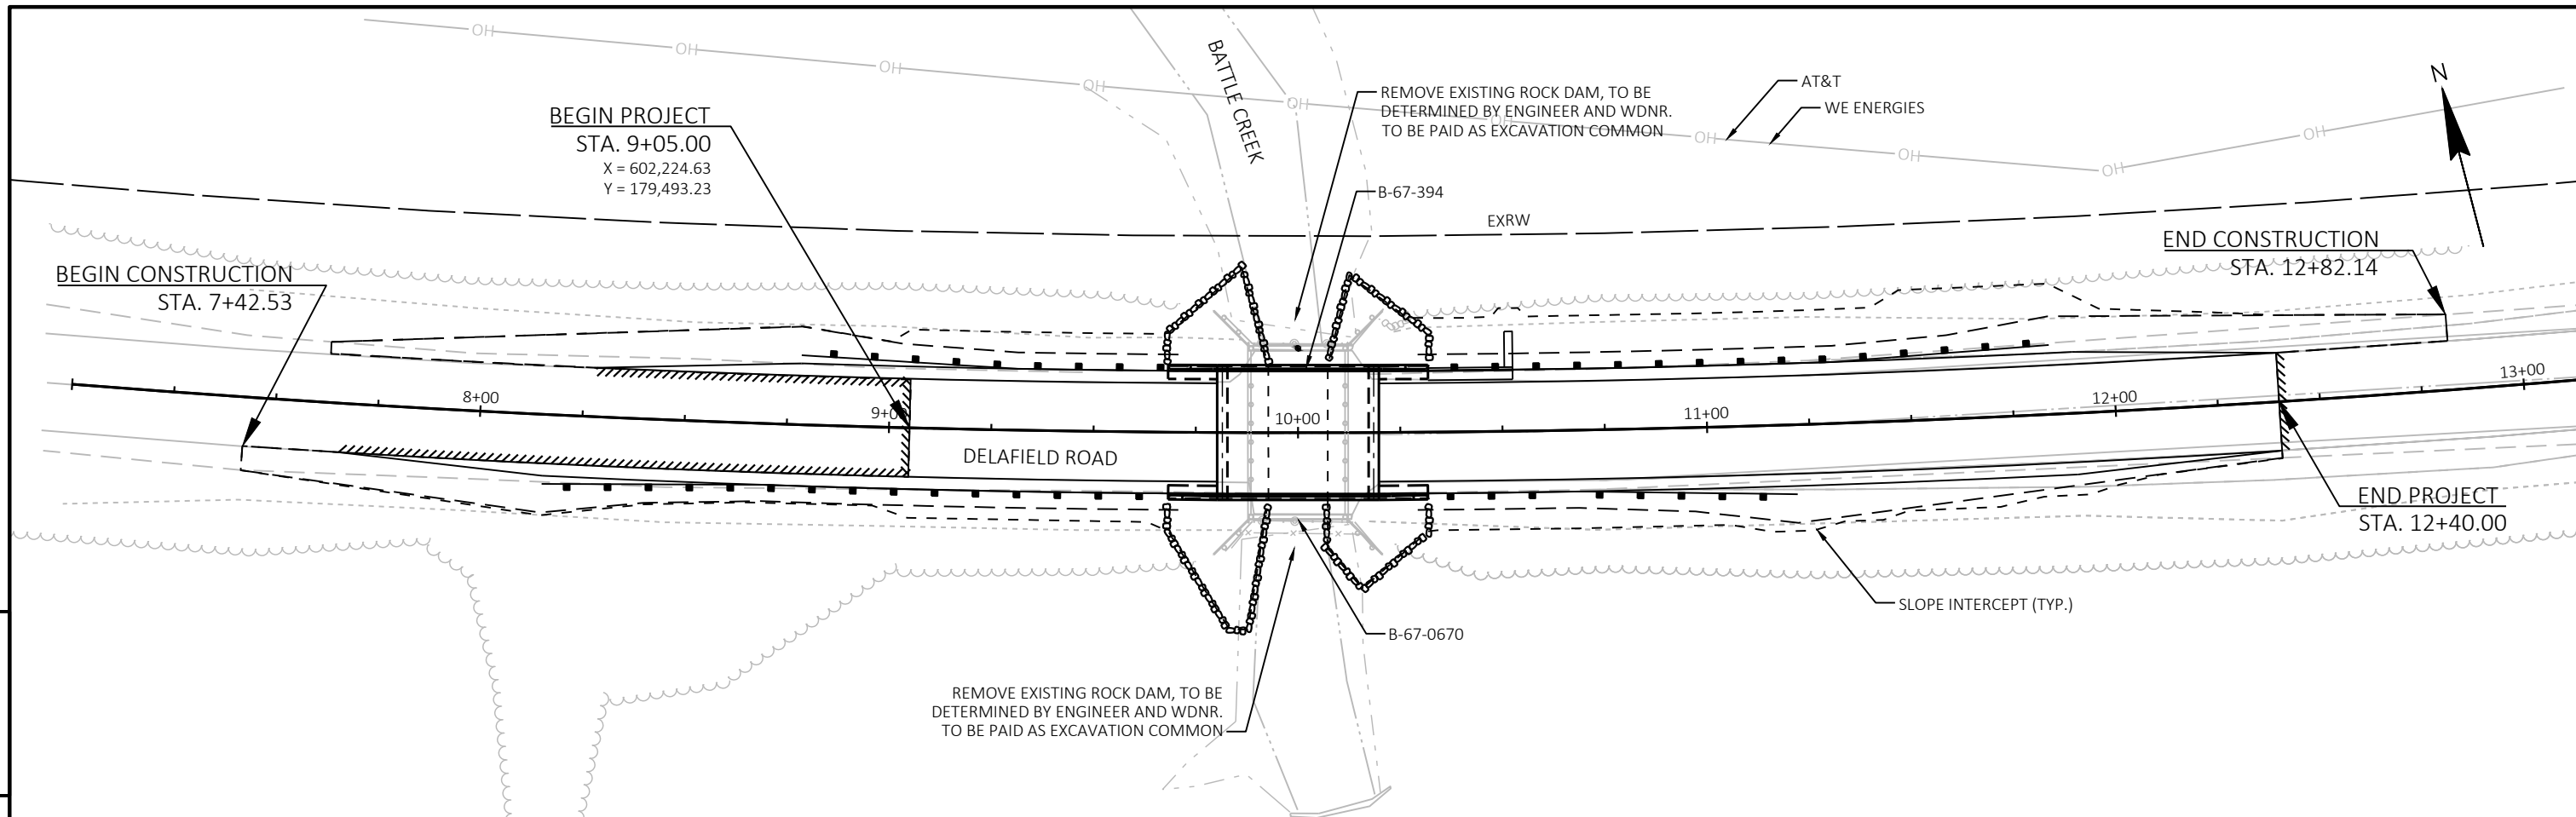 OH
OH
OH
OH
OH
OH
OH
OH
OH
OH
BATTLE CREEK
REMOVE EXISTING ROCK DAM, TO BE
DETERMINED BY ENGINEER AND WDNR.
TO BE PAID AS EXCAVATION COMMON
AT&T
WE ENERGIES
N
BEGIN PROJECT
STA. 9+05.00
X = 602,224.63
Y = 179,493.23
B-67-394
EXRW
END CONSTRUCTION
STA. 12+82.14
BEGIN CONSTRUCTION
STA. 7+42.53
8+00
9+00
10+00
11+00
12+00
13+00
DELAFIELD ROAD
END PROJECT
STA. 12+40.00
SLOPE INTERCEPT (TYP.)
B-67-0670
REMOVE EXISTING ROCK DAM, TO BE
DETERMINED BY ENGINEER AND WDNR.
TO BE PAID AS EXCAVATION COMMON